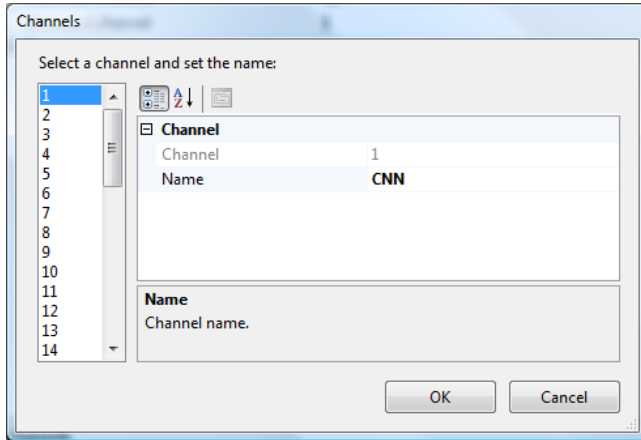 Channels
Select a channel and set the name:
1
2
3
4
5
6
7
8
9
10
11
12
13
14
Channel
Channel 1
Name CNN
Name
Channel name.
OK Cancel